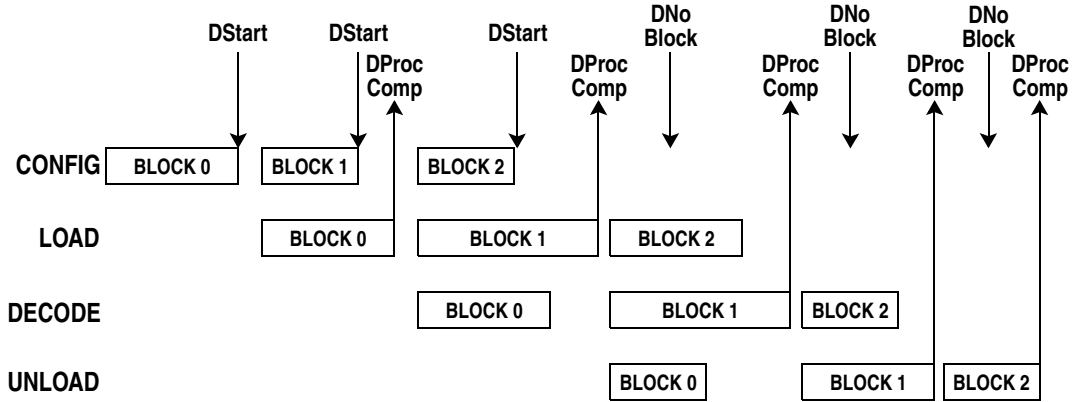 DStart
DStart
DStart
DNo
Block
DNo
Block
DNo
Block
DProc
Comp
DProc
Comp
DProc
Comp
DProc
Comp
DProc
Comp
CONFIG
BLOCK 0
BLOCK 1
BLOCK 2
LOAD
BLOCK 0
BLOCK 1
BLOCK 2
DECODE
BLOCK 0
BLOCK 1
BLOCK 2
UNLOAD
BLOCK 0
BLOCK 1
BLOCK 2